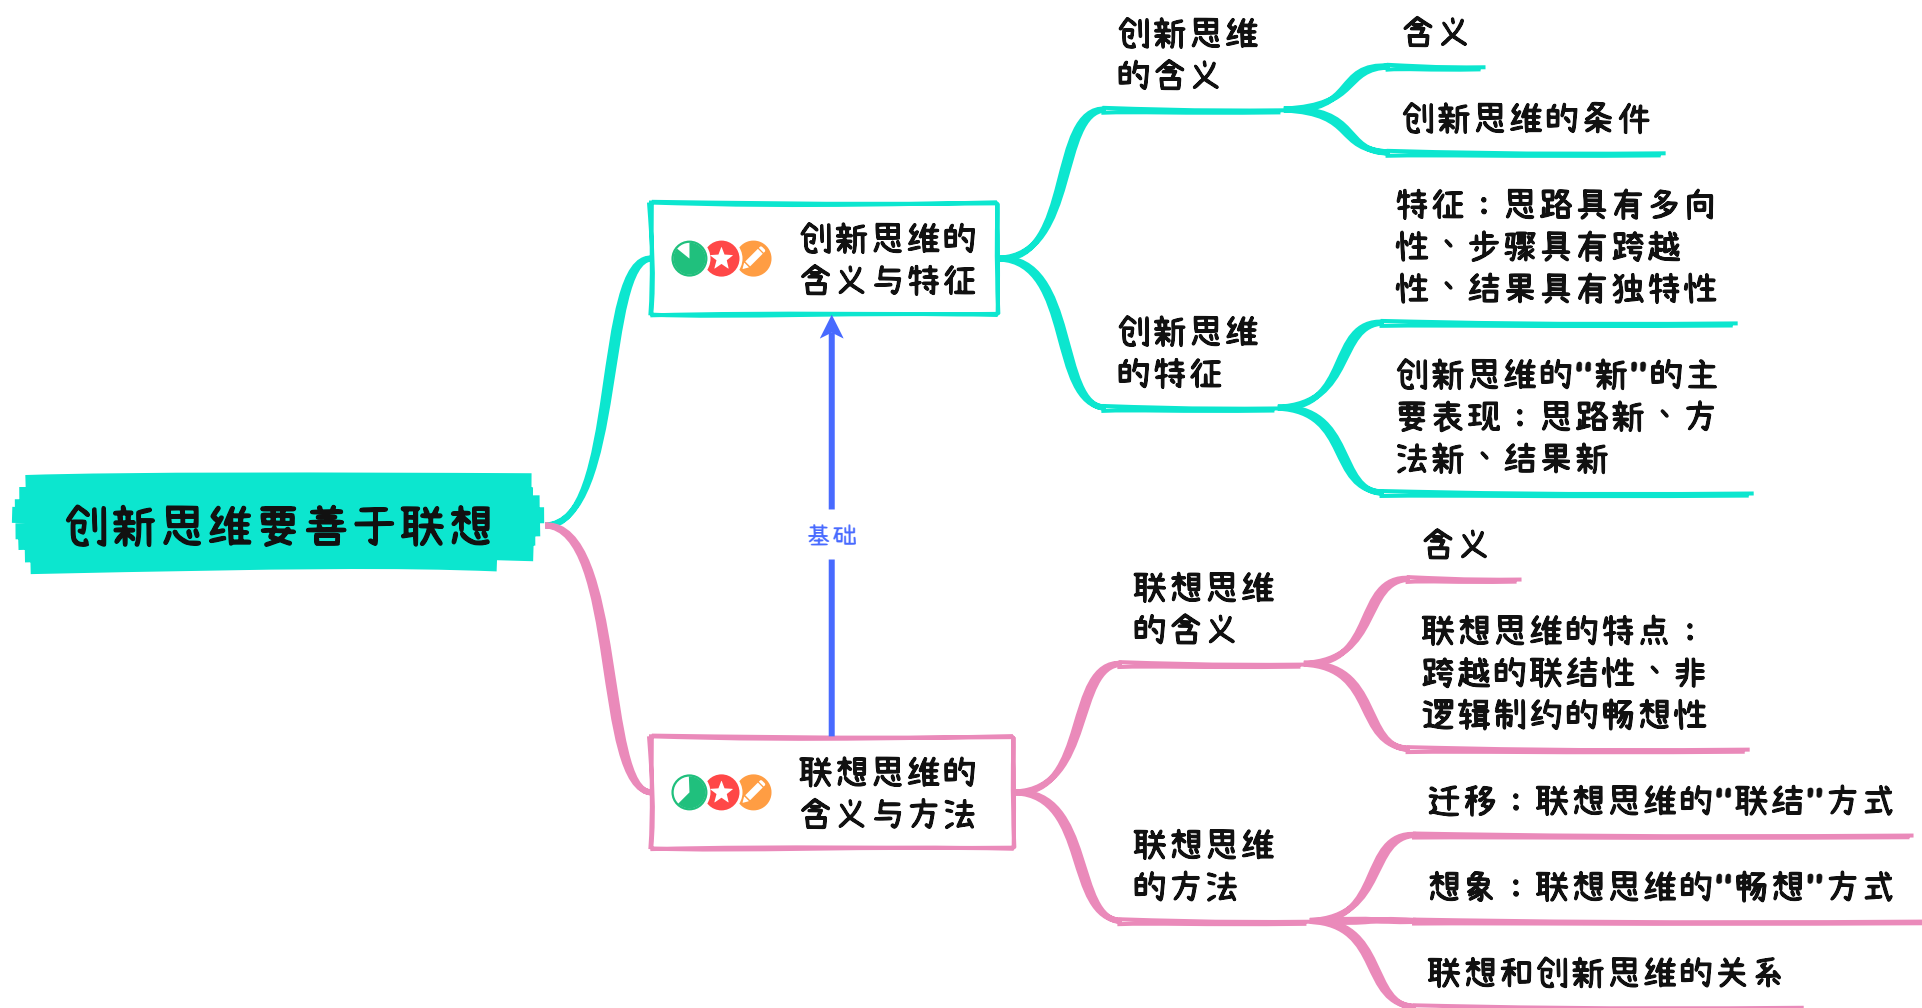 创新思维
的含义
含义
创新思维的条件
创新思维的
含义与特征
特征：思路具有多向
性、步骤具有跨越
性、结果具有独特性
创新思维
的特征
创新思维的"新"的主
要表现：思路新、方
法新、结果新
创新思维要善于联想
基础
含义
联想思维
的含义
联想思维的特点：
跨越的联结性、非
逻辑制约的畅想性
联想思维的
含义与方法
迁移：联想思维的"联结"方式
联想思维
的方法
想象：联想思维的"畅想"方式
联想和创新思维的关系